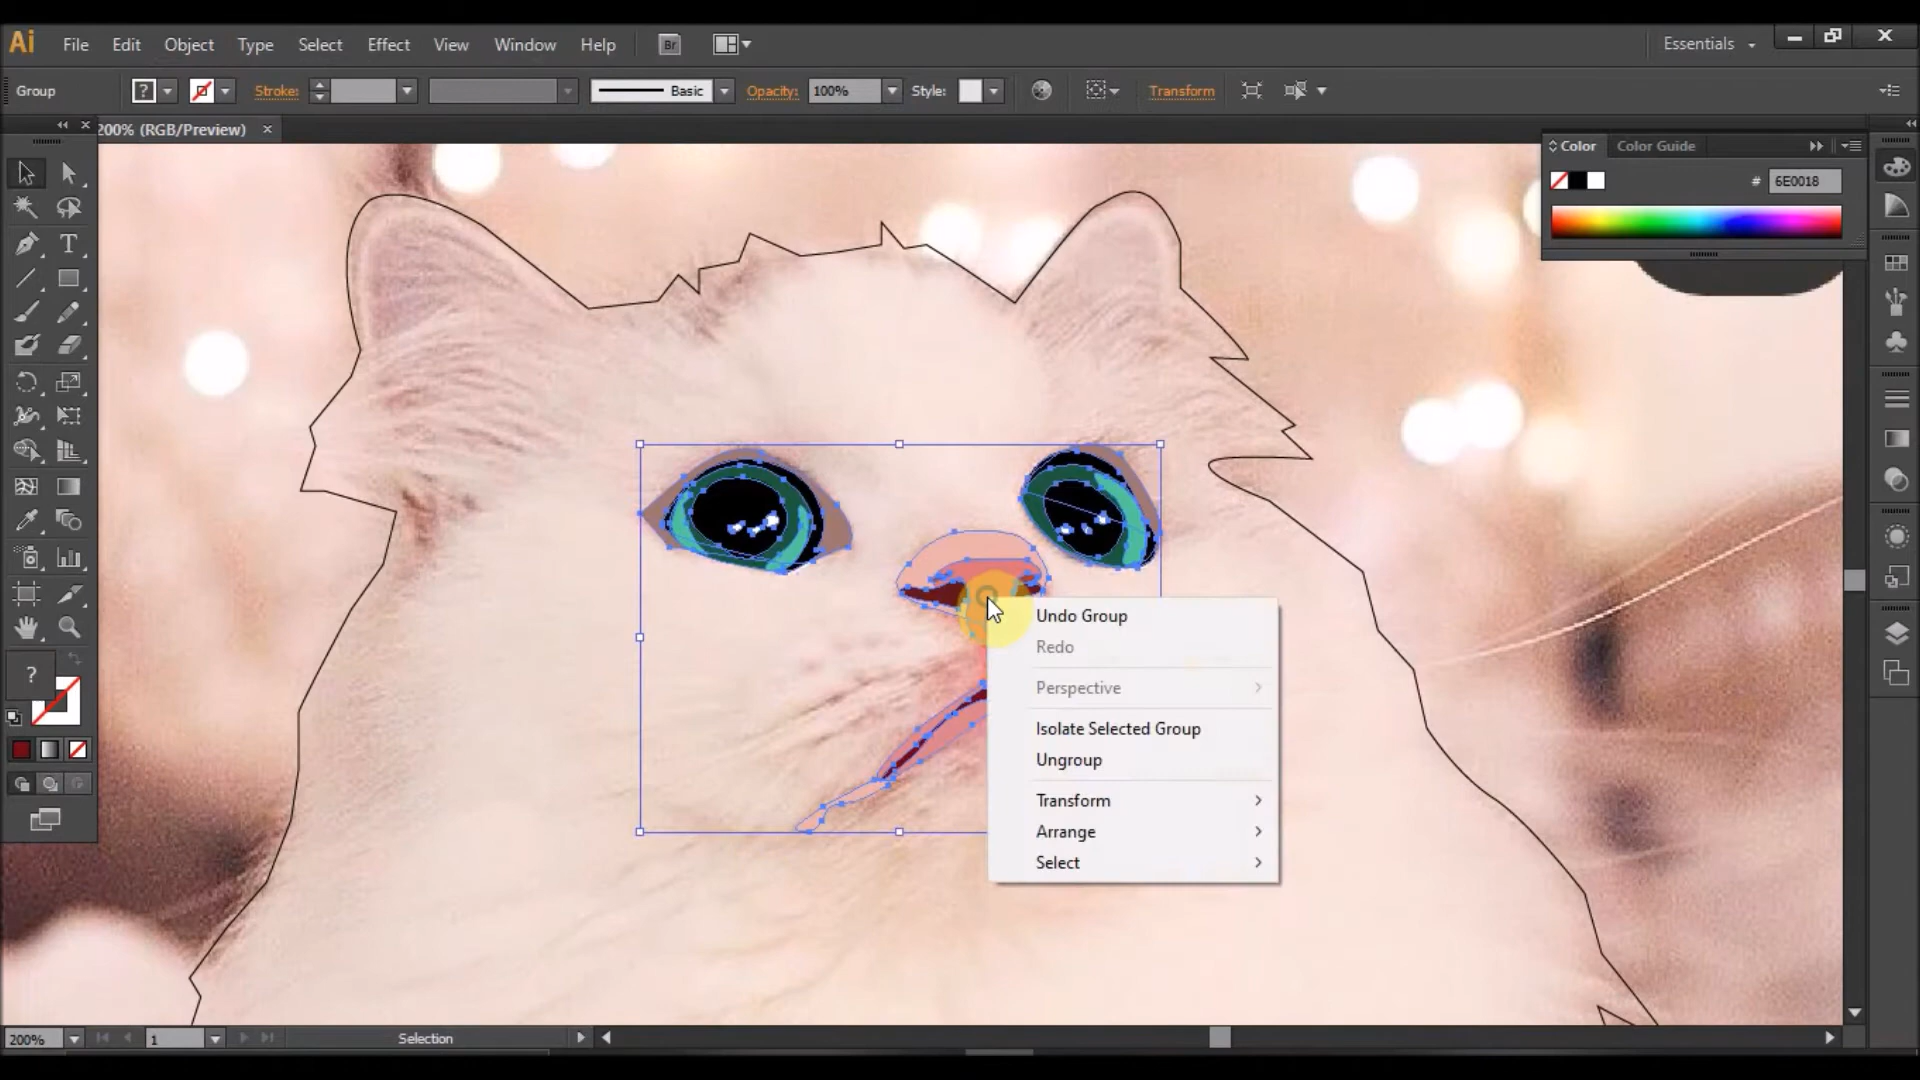 Ai File Edit Object Type Select Effect View Window Help Br Essentials
Group ? Stroke: Basic Opacity: 100% Style: Transform
200% (RGB/Preview) ×
Color Color Guide
# 6E0018
T
?
Undo Group
Redo
Perspective
Isolate Selected Group
Ungroup
Transform
Arrange
Select
200% 1 Selection